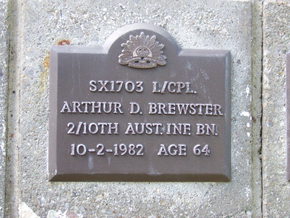 SX1703 L/CPL.
ARTHUR D. BREWSTER
2/10TH AUST. INF. BN.
10-2-1982 AGE 64